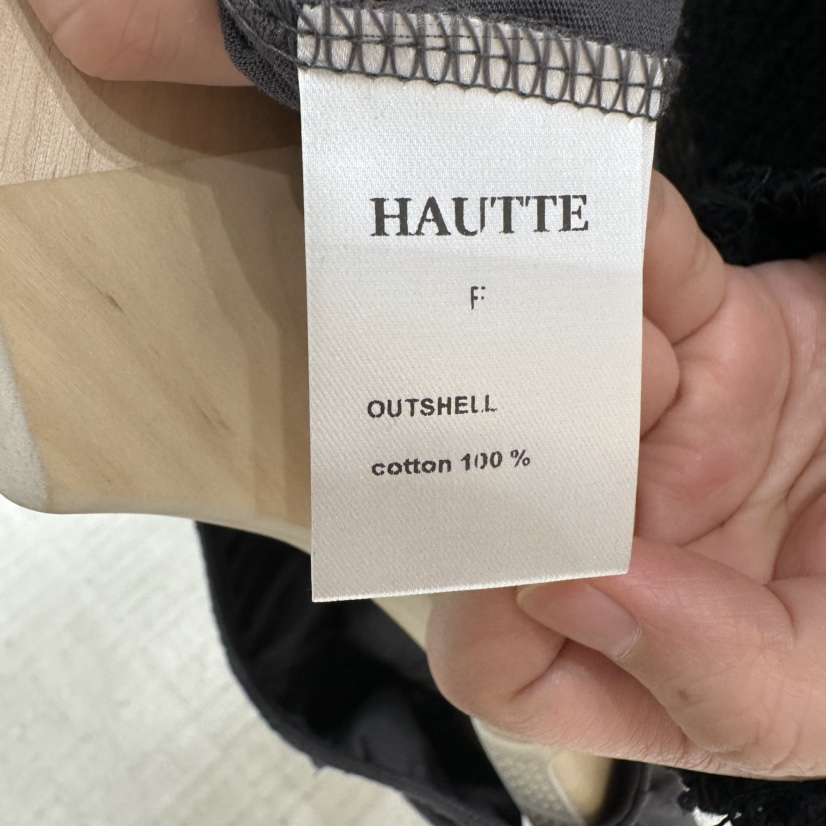 HAUTTE
F
OUTSHELL
cotton 100 %